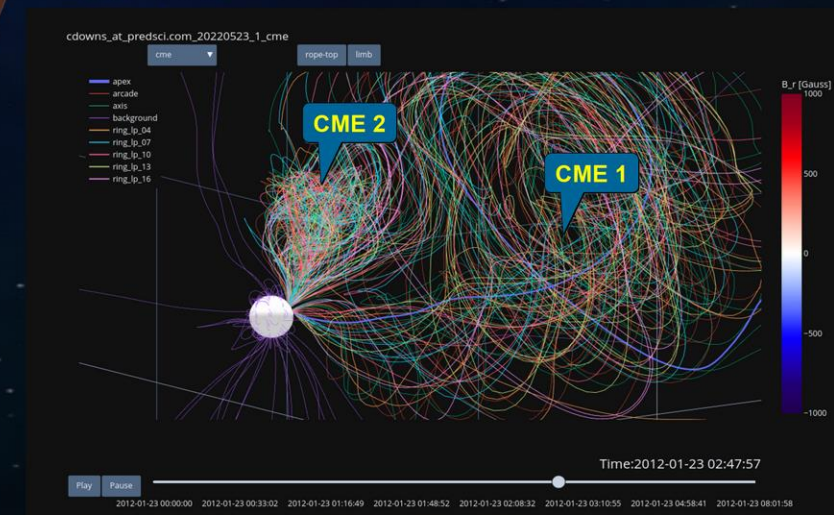 cdowns_at_predsci.com_20220523_1_cme
cme
rope-top limb
apex
arcade
axis
background
ring_lp_04
ring_lp_07
ring_lp_10
ring_lp_13
ring_lp_16
CME 2
CME 1
B_r [Gauss]
1000
500
0
−500
−1000
Time:2012-01-23 02:47:57
Play Pause
2012-01-23 00:00:00 2012-01-23 00:33:02 2012-01-23 01:16:49 2012-01-23 01:48:52 2012-01-23 02:08:32 2012-01-23 03:10:55 2012-01-23 04:58:41 2012-01-23 08:01:58